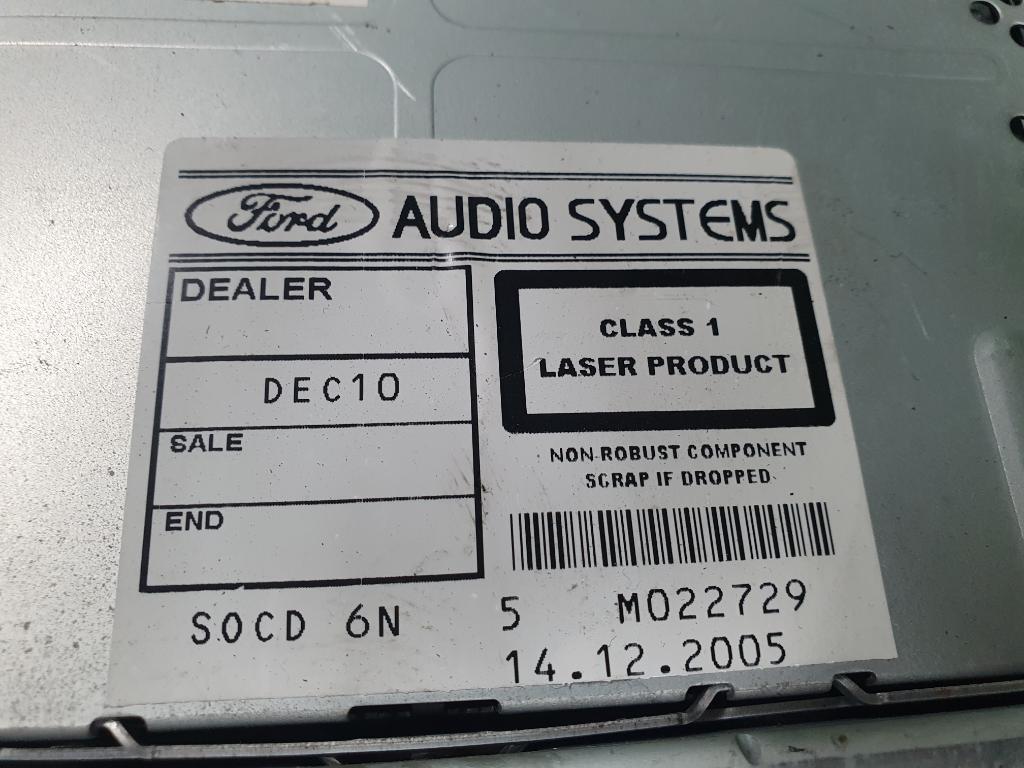 Ford AUDIO SYSTEMS
DEALER
DEC10
SALE
END
CLASS 1
LASER PRODUCT
NON-ROBUST COMPONENT
SCRAP IF DROPPED
SOCD 6N 5 M022729
14.12.2005